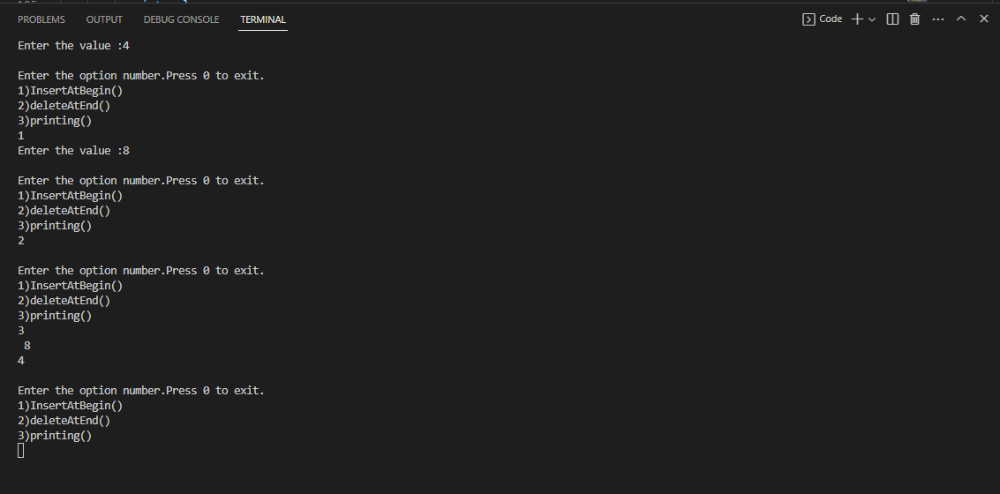 PROBLEMS OUTPUT DEBUG CONSOLE TERMINAL Code
Enter the value :4
Enter the option number.Press 0 to exit.
1)InsertAtBegin()
2)deleteAtEnd()
3)printing()
1
Enter the value :8
Enter the option number.Press 0 to exit.
1)InsertAtBegin()
2)deleteAtEnd()
3)printing()
2
Enter the option number.Press 0 to exit.
1)InsertAtBegin()
2)deleteAtEnd()
3)printing()
3
8
4
Enter the option number.Press 0 to exit.
1)InsertAtBegin()
2)deleteAtEnd()
3)printing()